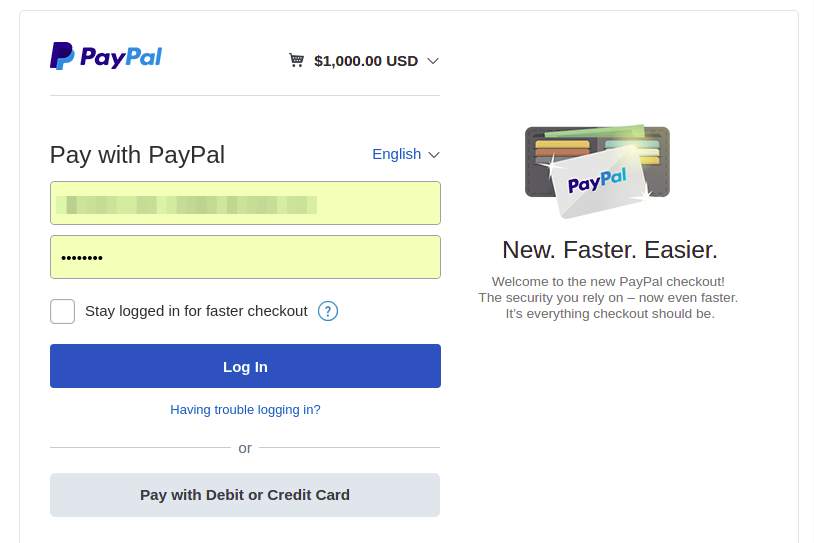 PayPal
$1,000.00 USD
Pay with PayPal
English
••••••••
Stay logged in for faster checkout ?
Log In
Having trouble logging in?
or
Pay with Debit or Credit Card
PayPal
New. Faster. Easier.
Welcome to the new PayPal checkout!
The security you rely on – now even faster.
It's everything checkout should be.